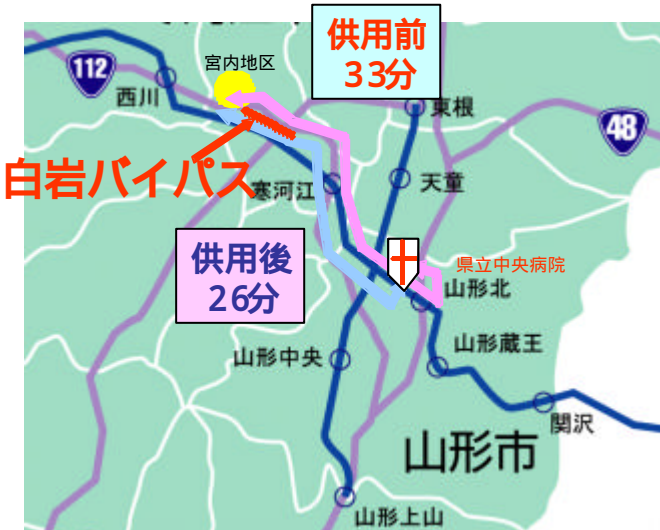 供用前
33分
宮内地区
112
西川
東根
48
白岩バイパス
寒河江
天童
供用後
26分
県立中央病院
山形北
山形中央
山形蔵王
関沢
山形市
山形上山